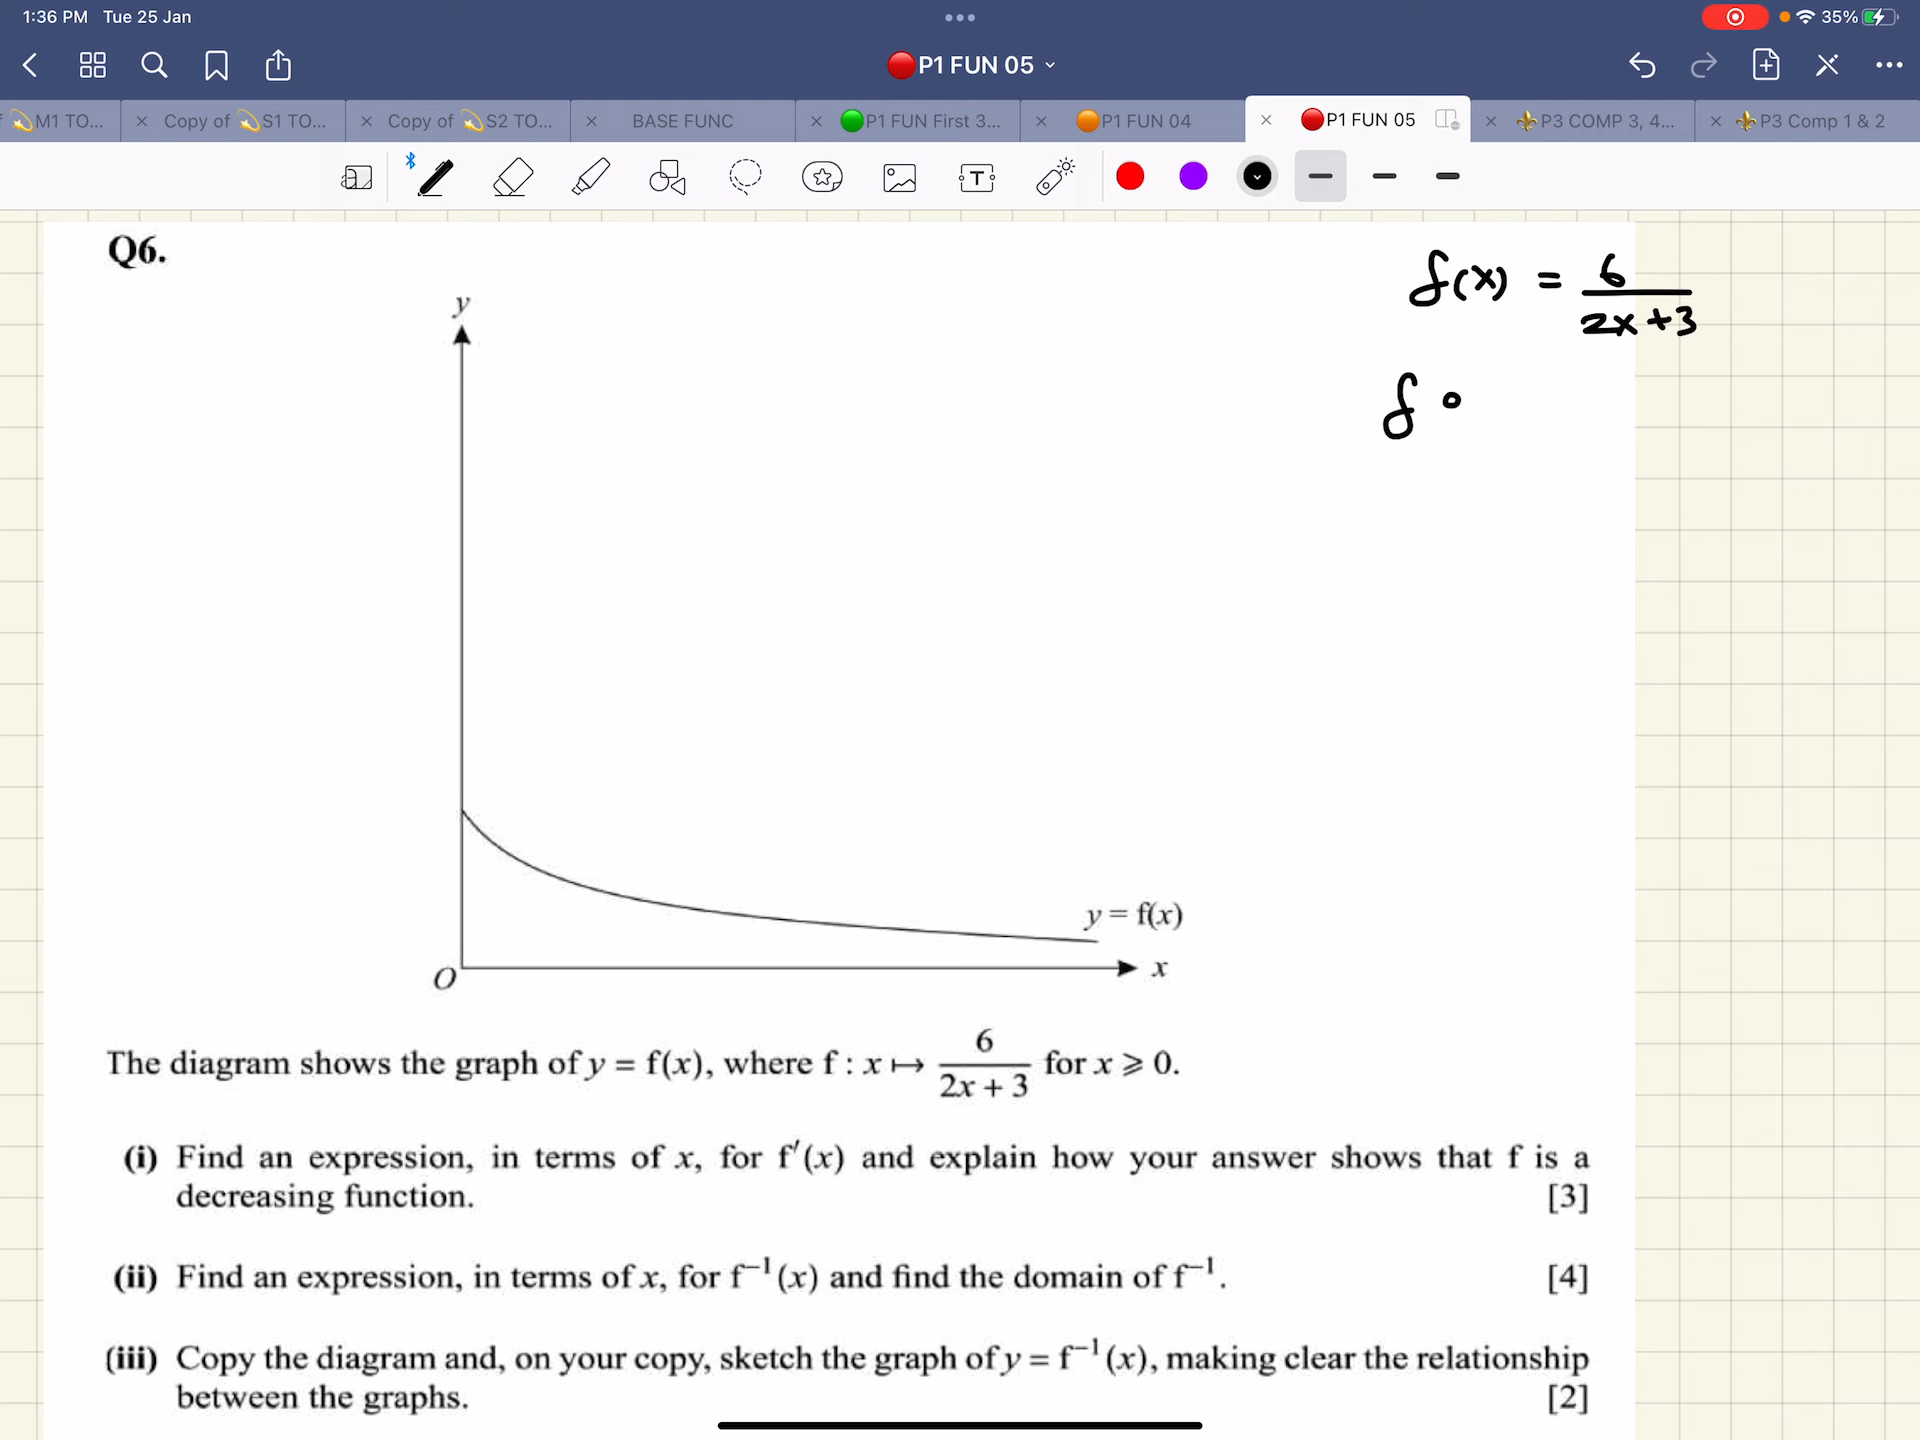 1:36 PM Tue 25 Jan
35%
P1 FUN 05
M1 TO...
Copy of S1 TO...
Copy of S2 TO...
BASE FUNC
P1 FUN First 3...
P1 FUN 04
P1 FUN 05
P3 COMP 3, 4...
P3 Comp 1 & 2
Q6.
f(x) = 6/(2x+3)
f
y
y = f(x)
O
x
The diagram shows the graph of y = f(x), where f : x ↦ 6/(2x + 3) for x ⩾ 0.
(i) Find an expression, in terms of x, for f′(x) and explain how your answer shows that f is a
decreasing function. [3]
(ii) Find an expression, in terms of x, for f⁻¹(x) and find the domain of f⁻¹. [4]
(iii) Copy the diagram and, on your copy, sketch the graph of y = f⁻¹(x), making clear the relationship
between the graphs. [2]